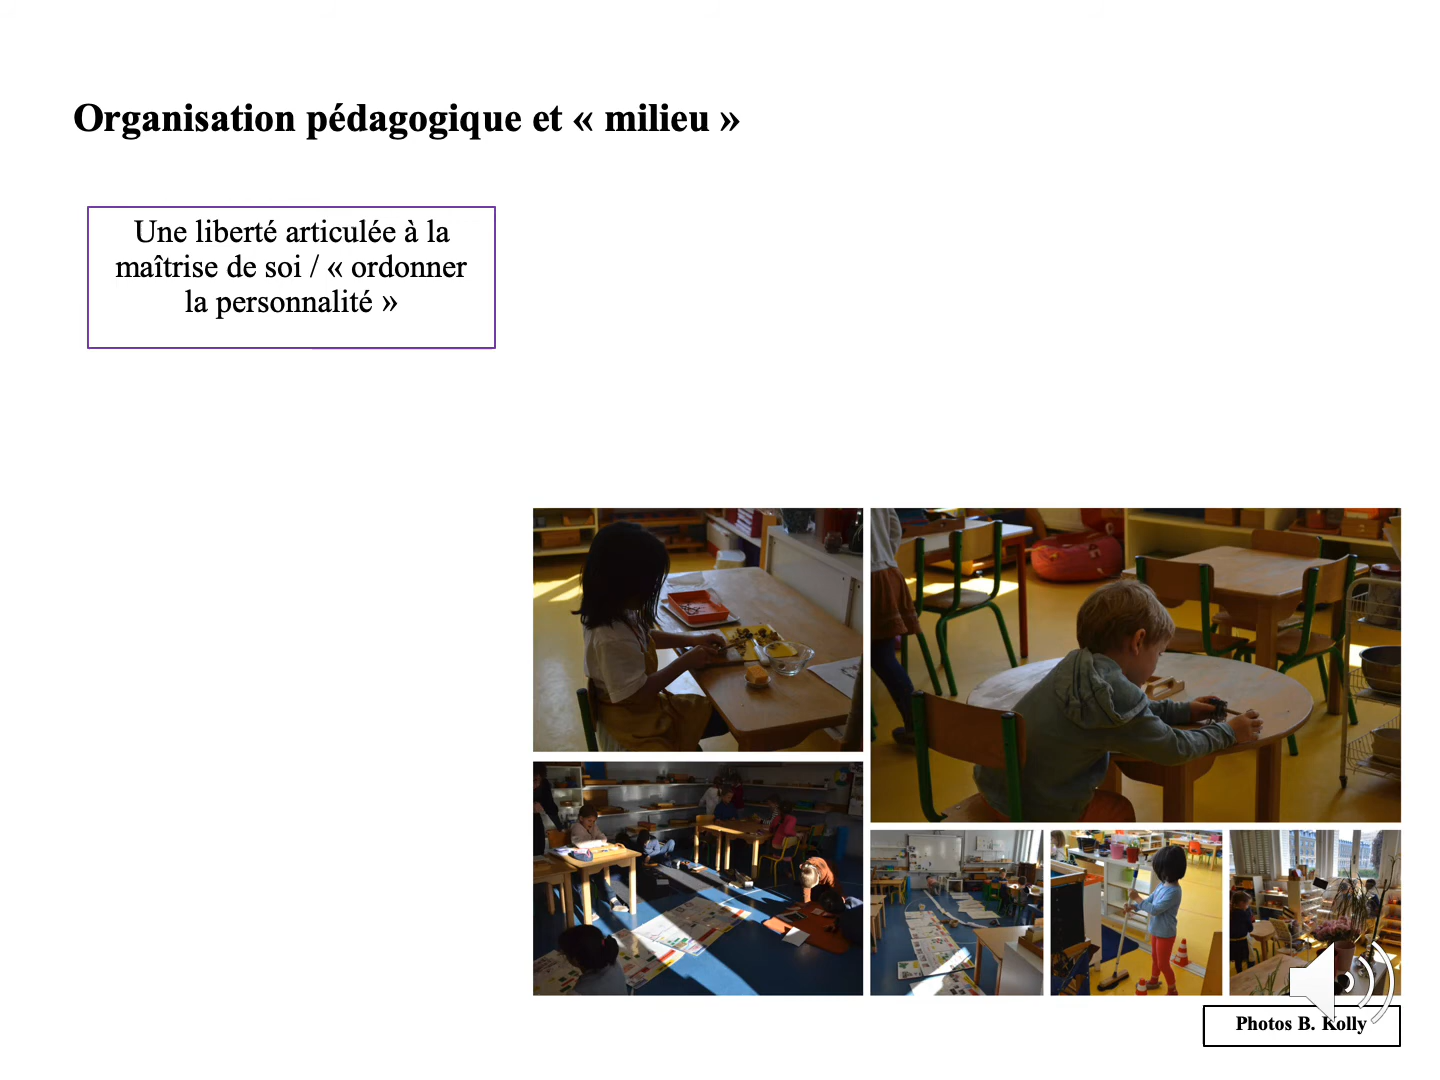 Organisation pédagogique et « milieu »
Une liberté articulée à la
maîtrise de soi / « ordonner
la personnalité »
Photos B. Kolly